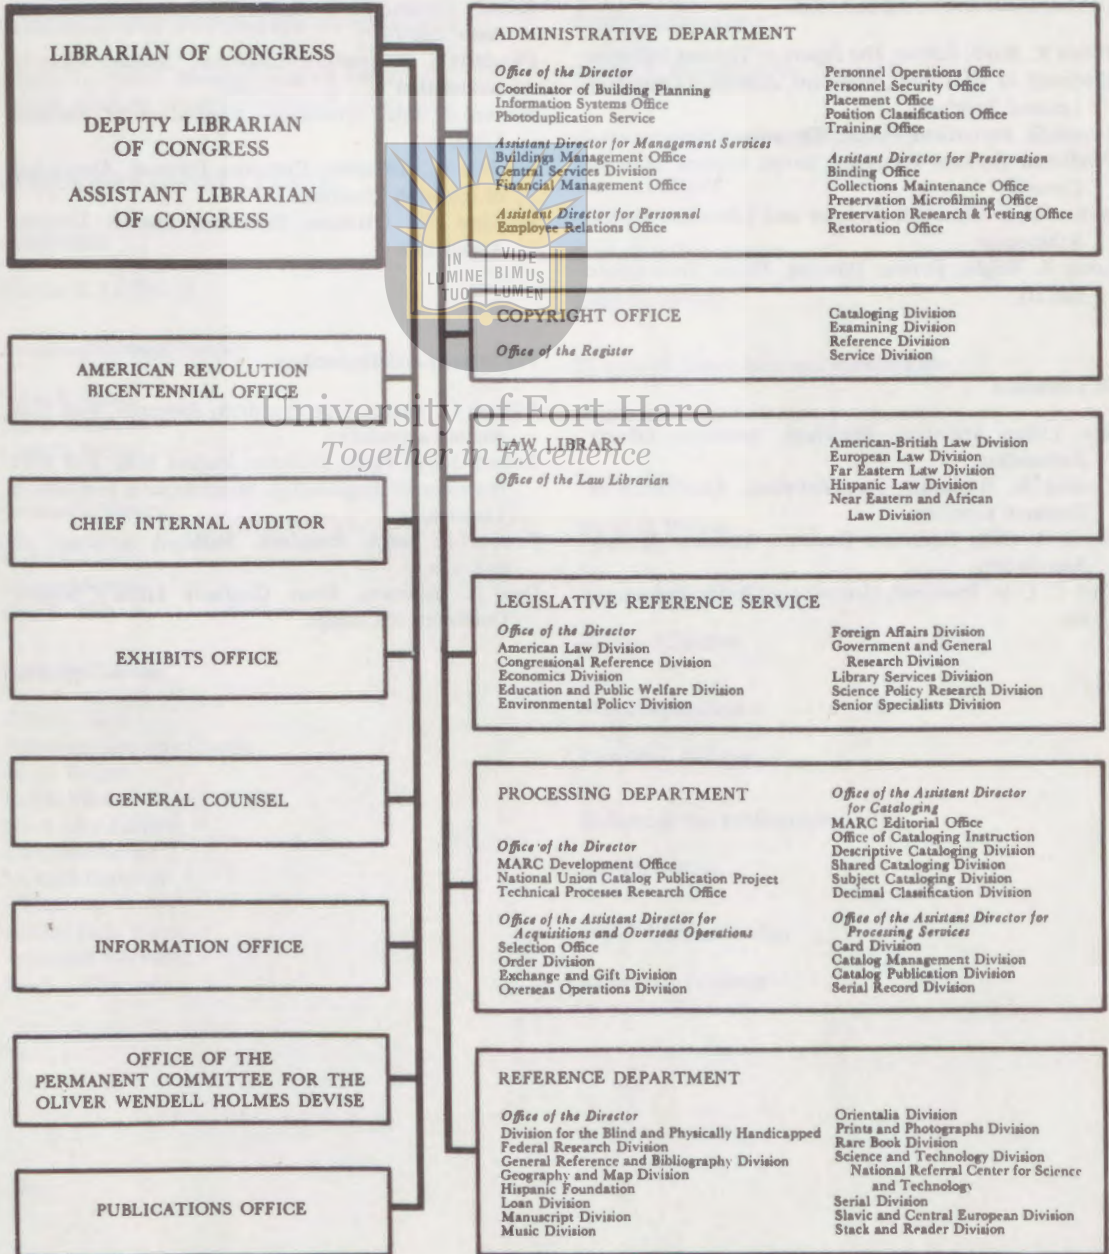 LIBRARIAN OF CONGRESS
DEPUTY LIBRARIAN
OF CONGRESS
ASSISTANT LIBRARIAN
OF CONGRESS
AMERICAN REVOLUTION
BICENTENNIAL OFFICE
CHIEF INTERNAL AUDITOR
EXHIBITS OFFICE
GENERAL COUNSEL
INFORMATION OFFICE
OFFICE OF THE
PERMANENT COMMITTEE FOR THE
OLIVER WENDELL HOLMES DEVISE
PUBLICATIONS OFFICE
ADMINISTRATIVE DEPARTMENT
Office of the Director
Coordinator of Building Planning
Information Systems Office
Photoduplication Service
Assistant Director for Management Services
Buildings Management Office
Central Services Division
Financial Management Office
Assistant Director for Personnel
Employee Relations Office
Personnel Operations Office
Personnel Security Office
Placement Office
Position Classification Office
Training Office
Assistant Director for Preservation
Binding Office
Collections Maintenance Office
Preservation Microfilming Office
Preservation Research & Testing Office
Restoration Office
IN
LUMINE
TUO
VIDE
BIMUS
LUMEN
University of Fort Hare
Together in Excellence
COPYRIGHT OFFICE
Office of the Register
Cataloging Division
Examining Division
Reference Division
Service Division
LAW LIBRARY
Office of the Law Librarian
American-British Law Division
European Law Division
Far Eastern Law Division
Hispanic Law Division
Near Eastern and African
Law Division
LEGISLATIVE REFERENCE SERVICE
Office of the Director
American Law Division
Congressional Reference Division
Economics Division
Education and Public Welfare Division
Environmental Policy Division
Foreign Affairs Division
Government and General
Research Division
Library Services Division
Science Policy Research Division
Senior Specialists Division
PROCESSING DEPARTMENT
Office of the Director
MARC Development Office
National Union Catalog Publication Project
Technical Processes Research Office
Office of the Assistant Director for
Acquisitions and Overseas Operations
Selection Office
Order Division
Exchange and Gift Division
Overseas Operations Division
Office of the Assistant Director
for Cataloging
MARC Editorial Office
Office of Cataloging Instruction
Descriptive Cataloging Division
Shared Cataloging Division
Subject Cataloging Division
Decimal Classification Division
Office of the Assistant Director for
Processing Services
Card Division
Catalog Management Division
Catalog Publication Division
Serial Record Division
REFERENCE DEPARTMENT
Office of the Director
Division for the Blind and Physically Handicapped
Federal Research Division
General Reference and Bibliography Division
Geography and Map Division
Hispanic Foundation
Loan Division
Manuscript Division
Music Division
Orientalia Division
Prints and Photographs Division
Rare Book Division
Science and Technology Division
National Referral Center for Science
and Technology
Serial Division
Slavic and Central European Division
Stack and Reader Division